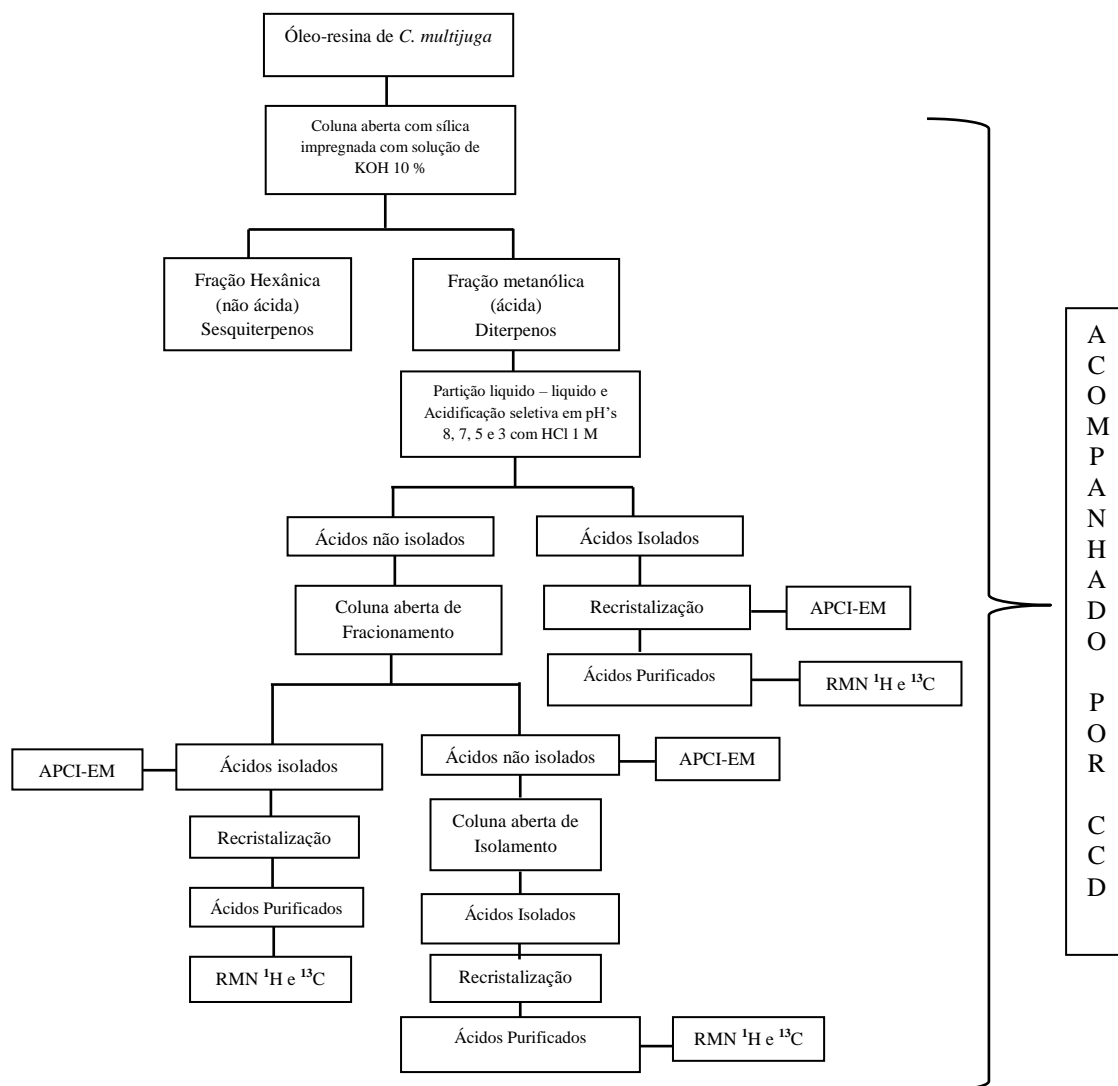 Óleo-resina de C. multijuga
Coluna aberta com sílica
impregnada com solução de
KOH 10 %
Fração Hexânica
(não ácida)
Sesquiterpenos
Fração metanólica
(ácida)
Diterpenos
Partição liquido – liquido e
Acidificação seletiva em pH's
8, 7, 5 e 3 com HCl 1 M
Ácidos não isolados
Ácidos Isolados
Coluna aberta de
Fracionamento
Recristalização
APCI-EM
Ácidos Purificados
RMN ¹H e ¹³C
APCI-EM
Ácidos isolados
Ácidos não isolados
APCI-EM
Recristalização
Coluna aberta de
Isolamento
Ácidos Purificados
Ácidos Isolados
RMN ¹H e ¹³C
Recristalização
Ácidos Purificados
RMN ¹H e ¹³C
A
C
O
M
P
A
N
H
A
D
O
P
O
R
C
C
D